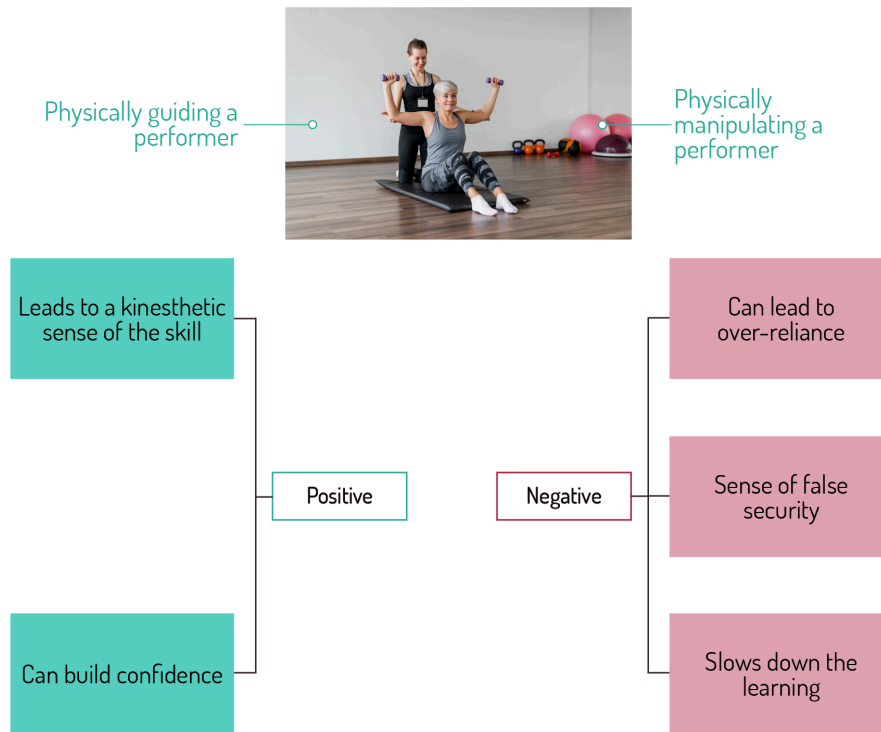 Physically guiding a
performer
Physically
manipulating a
performer
Leads to a kinesthetic
sense of the skill
Can build confidence
Positive
Negative
Can lead to
over-reliance
Sense of false
security
Slows down the
learning